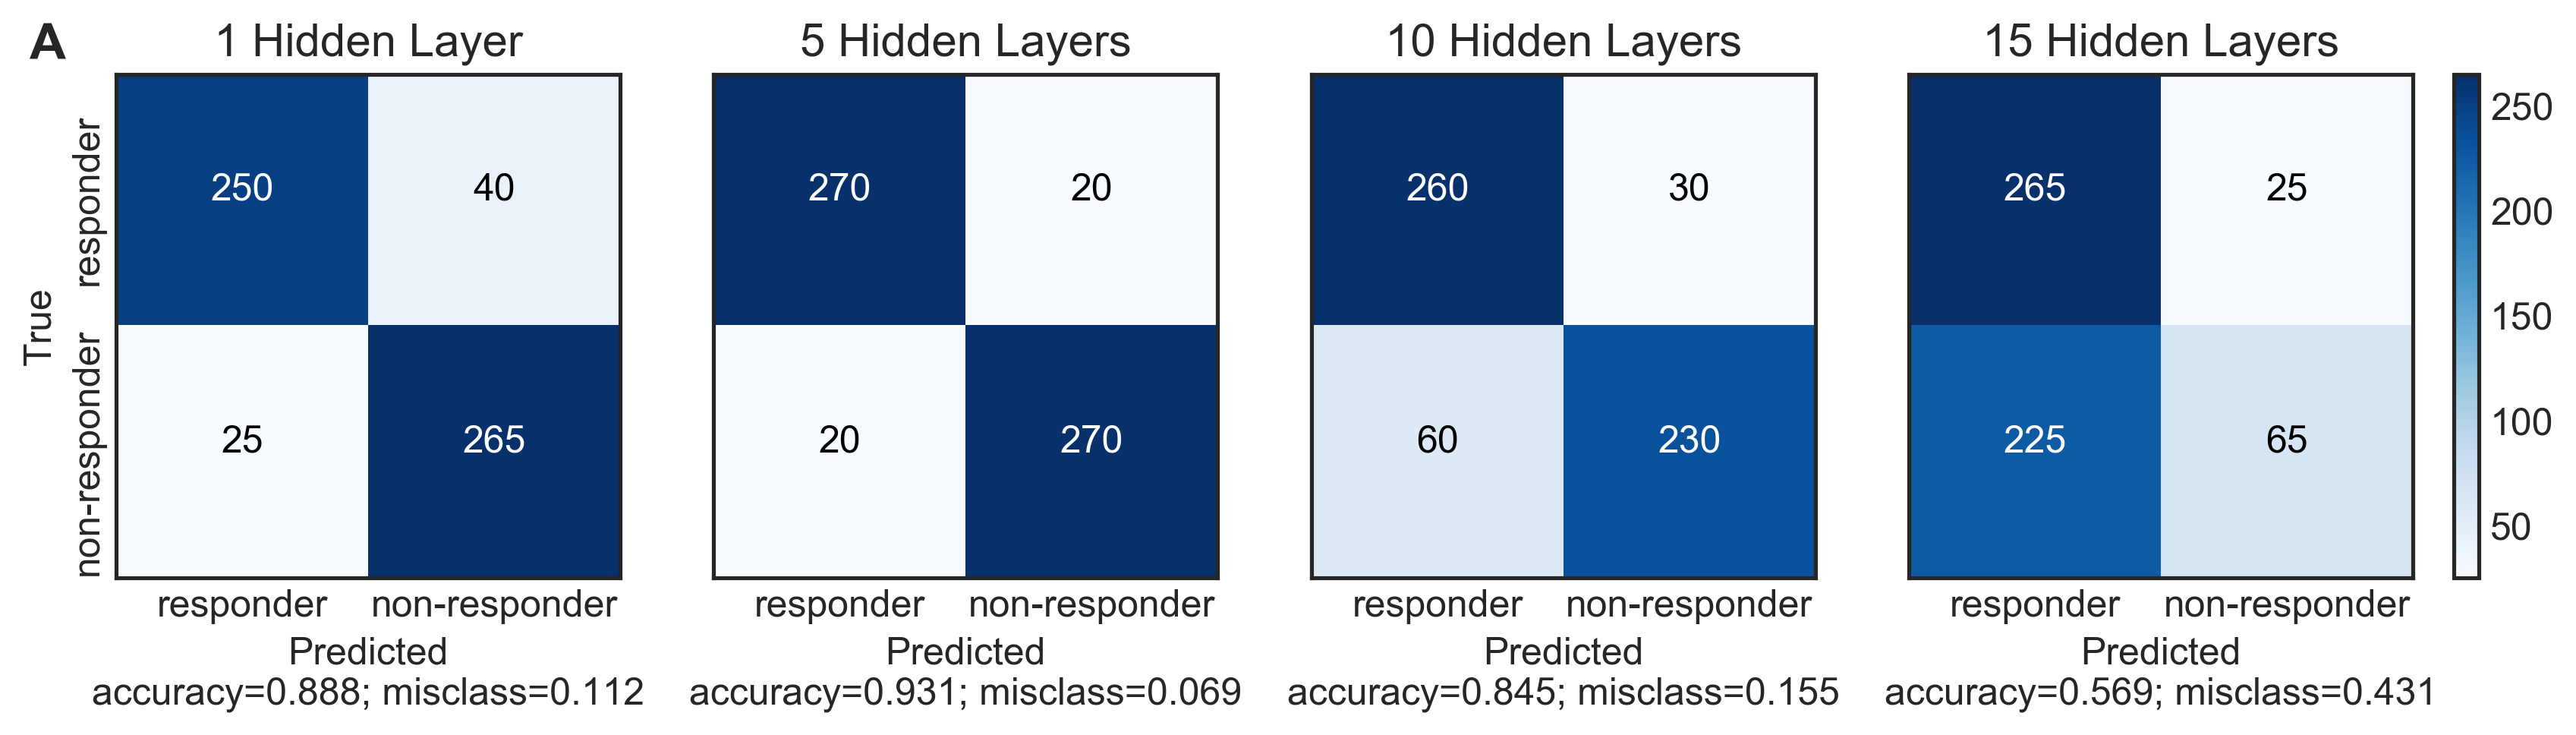 A
1 Hidden Layer
5 Hidden Layers
10 Hidden Layers
15 Hidden Layers
True
responder
non-responder
250
40
25
265
responder
non-responder
Predicted
accuracy=0.888; misclass=0.112
270
20
20
270
responder
non-responder
Predicted
accuracy=0.931; misclass=0.069
260
30
60
230
responder
non-responder
Predicted
accuracy=0.845; misclass=0.155
265
25
225
65
responder
non-responder
Predicted
accuracy=0.569; misclass=0.431
250
200
150
100
50